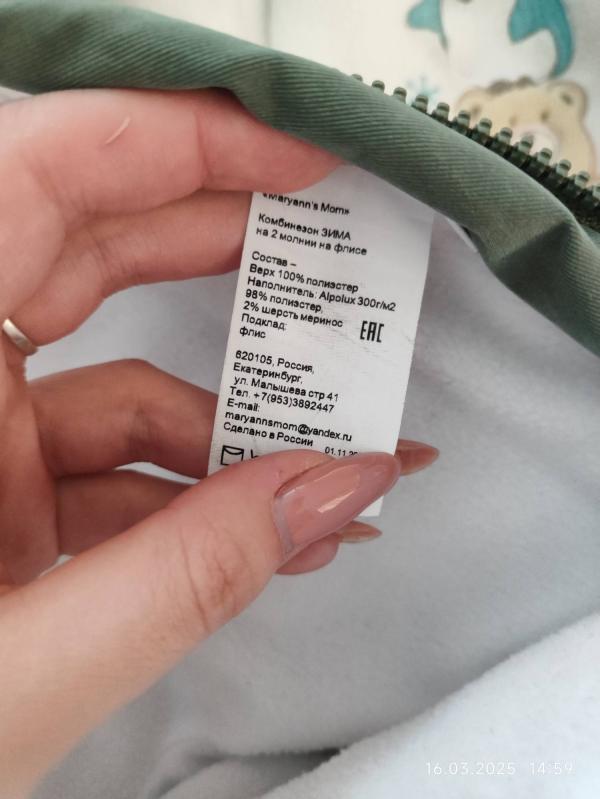 «Maryann's Mom»
Комбинезон ЗИМА
на 2 молнии на флисе
Состав –
Верх 100% полиэстер
Наполнитель: Alpolux 300г/м2
98% полиэстер,
2% шерсть меринос
Подклад:
флис
EAC
620105, Россия,
Екатеринбург,
ул. Малышева стр 41
Тел. +7(953)3892447
E-mail:
maryannsmom@yandex.ru
Сделано в России
01.11.20
16.03.2025 14:59